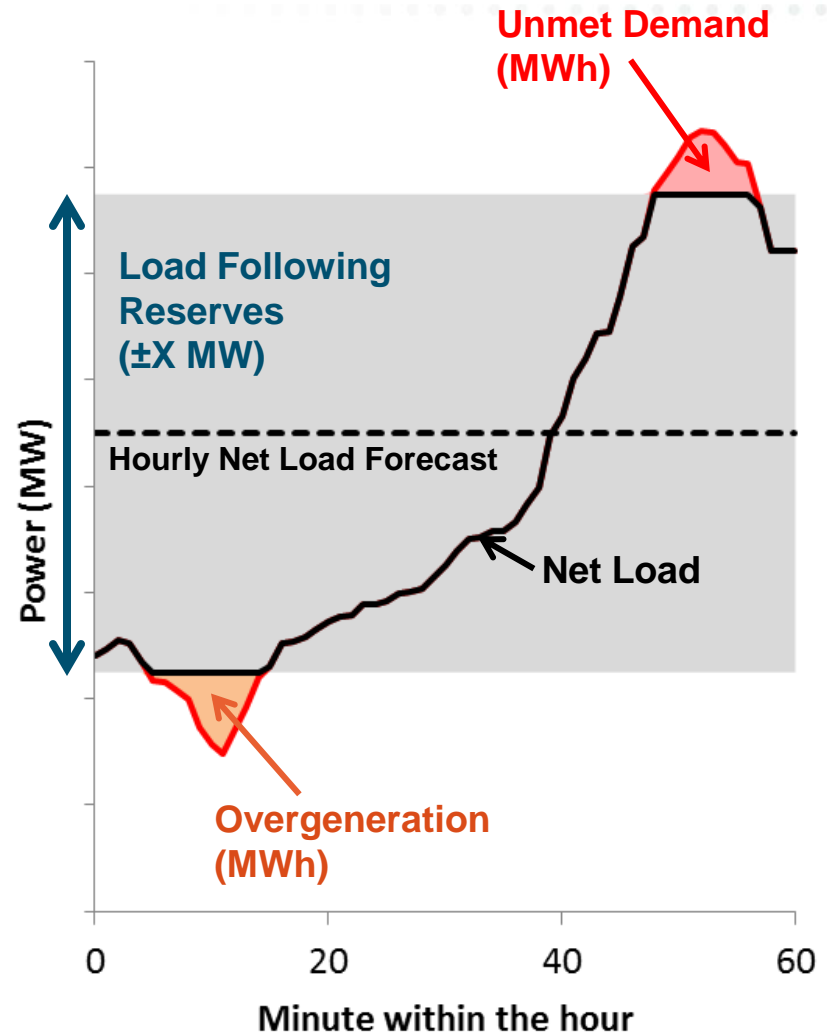 Unmet Demand
(MWh)
Load Following
Reserves
(±X MW)
Power (MW)
Hourly Net Load Forecast
Net Load
Overgeneration
(MWh)
0 20 40 60
Minute within the hour